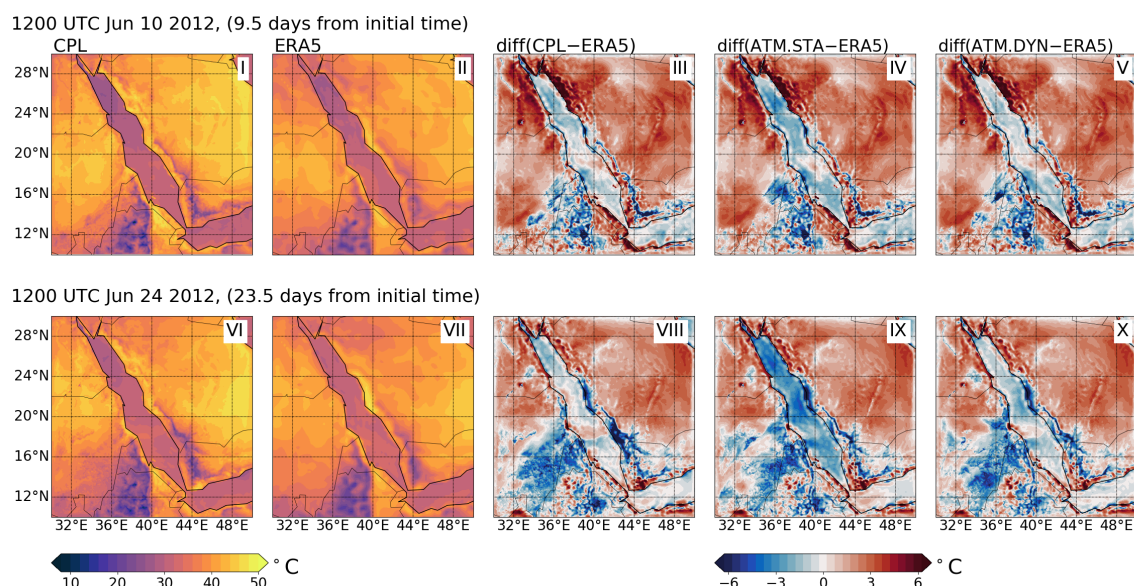 1200 UTC Jun 10 2012, (9.5 days from initial time)
CPL ERA5 diff(CPL−ERA5) diff(ATM.STA−ERA5) diff(ATM.DYN−ERA5)
I II III IV V
28°N
24°N
20°N
16°N
12°N
1200 UTC Jun 24 2012, (23.5 days from initial time)
VI VII VIII IX X
28°N
24°N
20°N
16°N
12°N
32°E 36°E 40°E 44°E 48°E 32°E 36°E 40°E 44°E 48°E 32°E 36°E 40°E 44°E 48°E 32°E 36°E 40°E 44°E 48°E 32°E 36°E 40°E 44°E 48°E
10 20 30 40 50 °C
−6 −3 0 3 6 °C